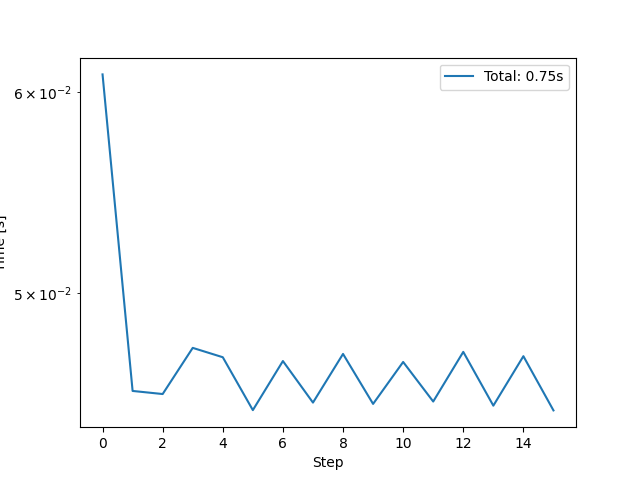 Total: 0.75s
6 × 10⁻²
5 × 10⁻²
Time [s]
0 2 4 6 8 10 12 14
Step